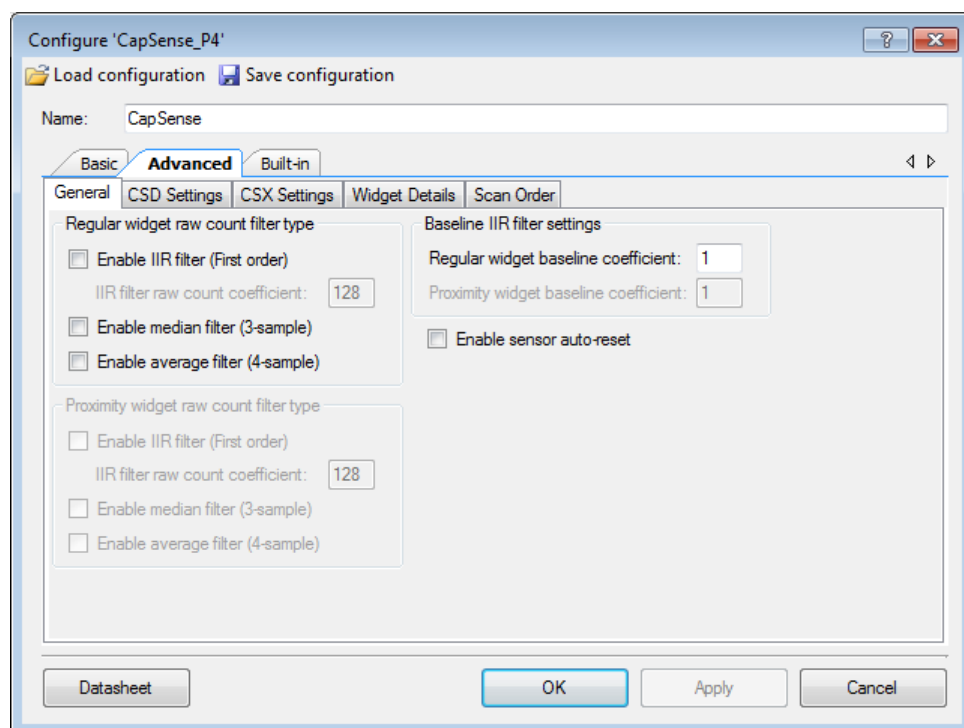 Configure 'CapSense_P4'
Load configuration Save configuration
Name: CapSense
Basic Advanced Built-in
General CSD Settings CSX Settings Widget Details Scan Order
Regular widget raw count filter type
Enable IIR filter (First order)
IIR filter raw count coefficient: 128
Enable median filter (3-sample)
Enable average filter (4-sample)
Proximity widget raw count filter type
Enable IIR filter (First order)
IIR filter raw count coefficient: 128
Enable median filter (3-sample)
Enable average filter (4-sample)
Baseline IIR filter settings
Regular widget baseline coefficient: 1
Proximity widget baseline coefficient: 1
Enable sensor auto-reset
Datasheet OK Apply Cancel